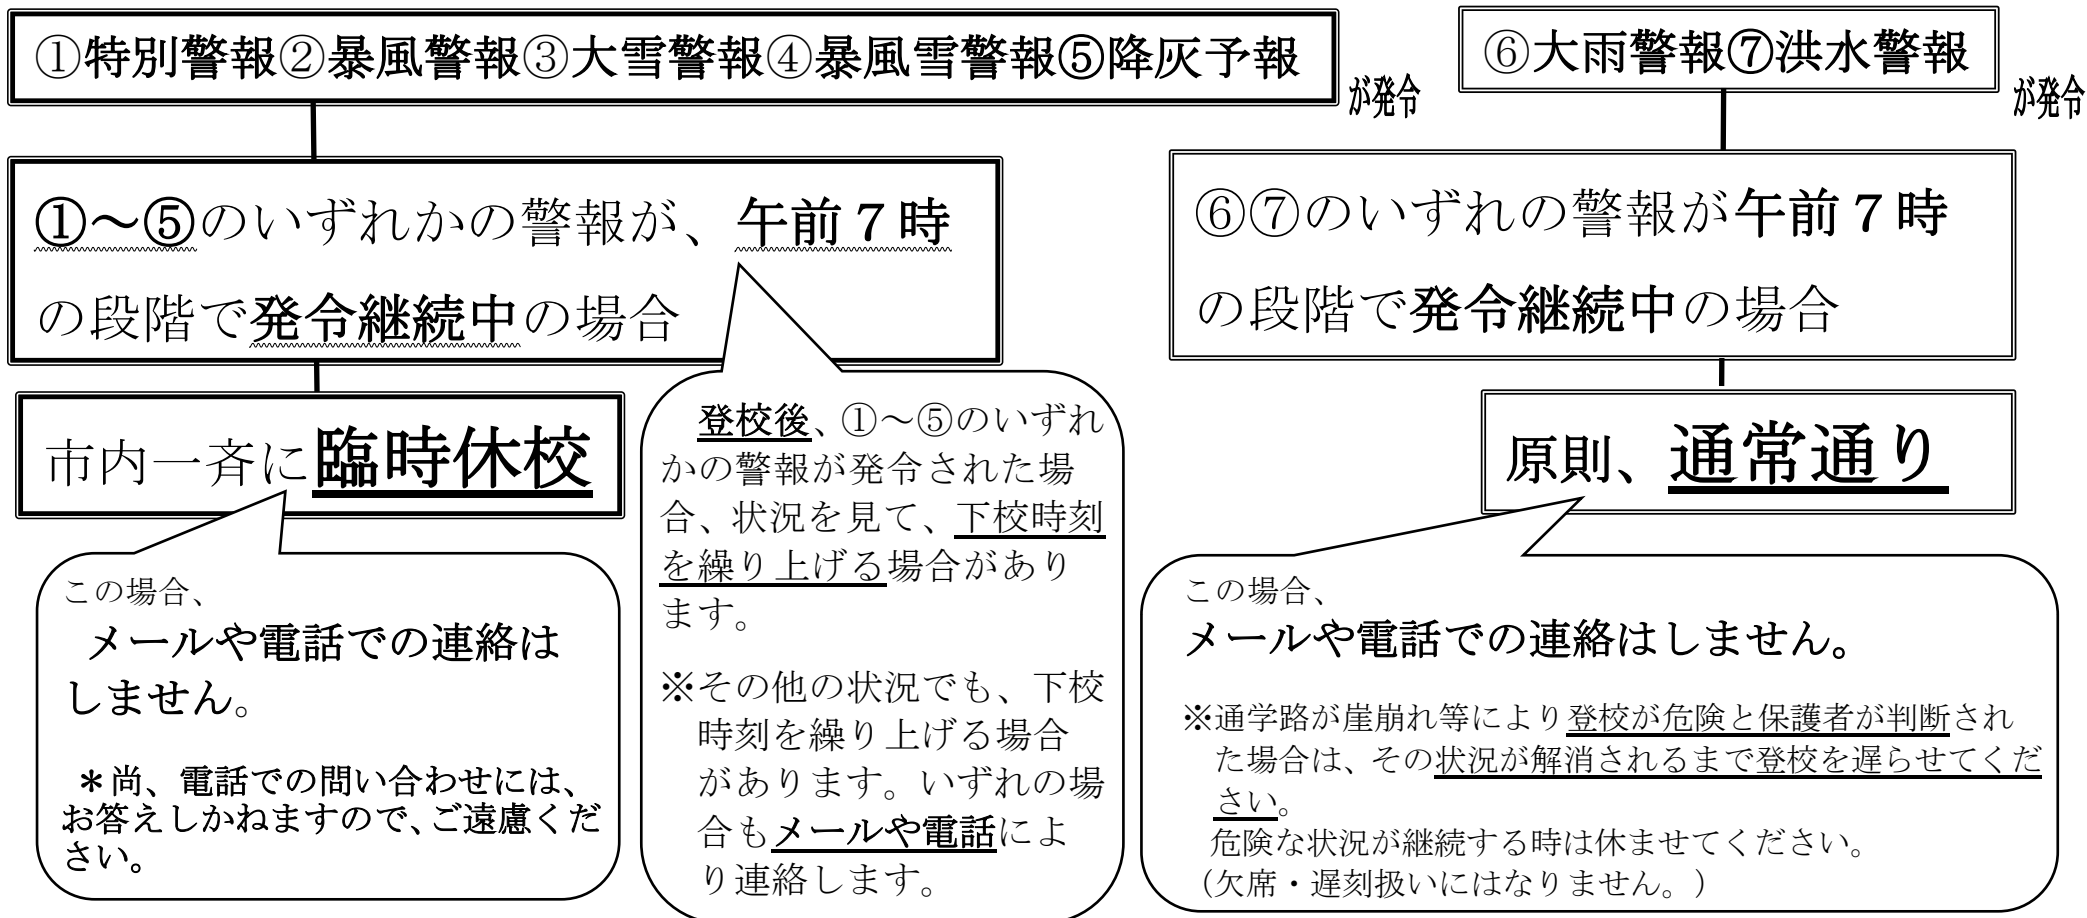 ①特別警報②暴風警報③大雪警報④暴風雪警報⑤降灰予報
が発令
①～⑤のいずれかの警報が、午前７時
の段階で発令継続中の場合
市内一斉に臨時休校
この場合、
メールや電話での連絡は
しません。
＊尚、電話での問い合わせには、
お答えしかねますので、ご遠慮くだ
さい。
登校後、①～⑤のいずれ
かの警報が発令された場
合、状況を見て、下校時刻
を繰り上げる場合があり
ます。
※その他の状況でも、下校
時刻を繰り上げる場合
があります。いずれの場
合もメールや電話によ
り連絡します。
⑥大雨警報⑦洪水警報
が発令
⑥⑦のいずれの警報が午前７時
の段階で発令継続中の場合
原則、通常通り
この場合、
メールや電話での連絡はしません。
※通学路が崖崩れ等により登校が危険と保護者が判断され
た場合は、その状況が解消されるまで登校を遅らせてくだ
さい。
危険な状況が継続する時は休ませてください。
（欠席・遅刻扱いにはなりません。）